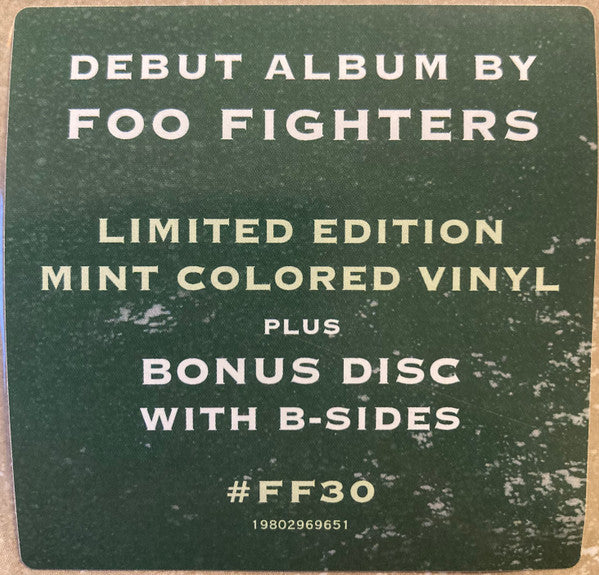 DEBUT ALBUM BY
FOO FIGHTERS
LIMITED EDITION
MINT COLORED VINYL
PLUS
BONUS DISC
WITH B-SIDES
#FF30
19802969651